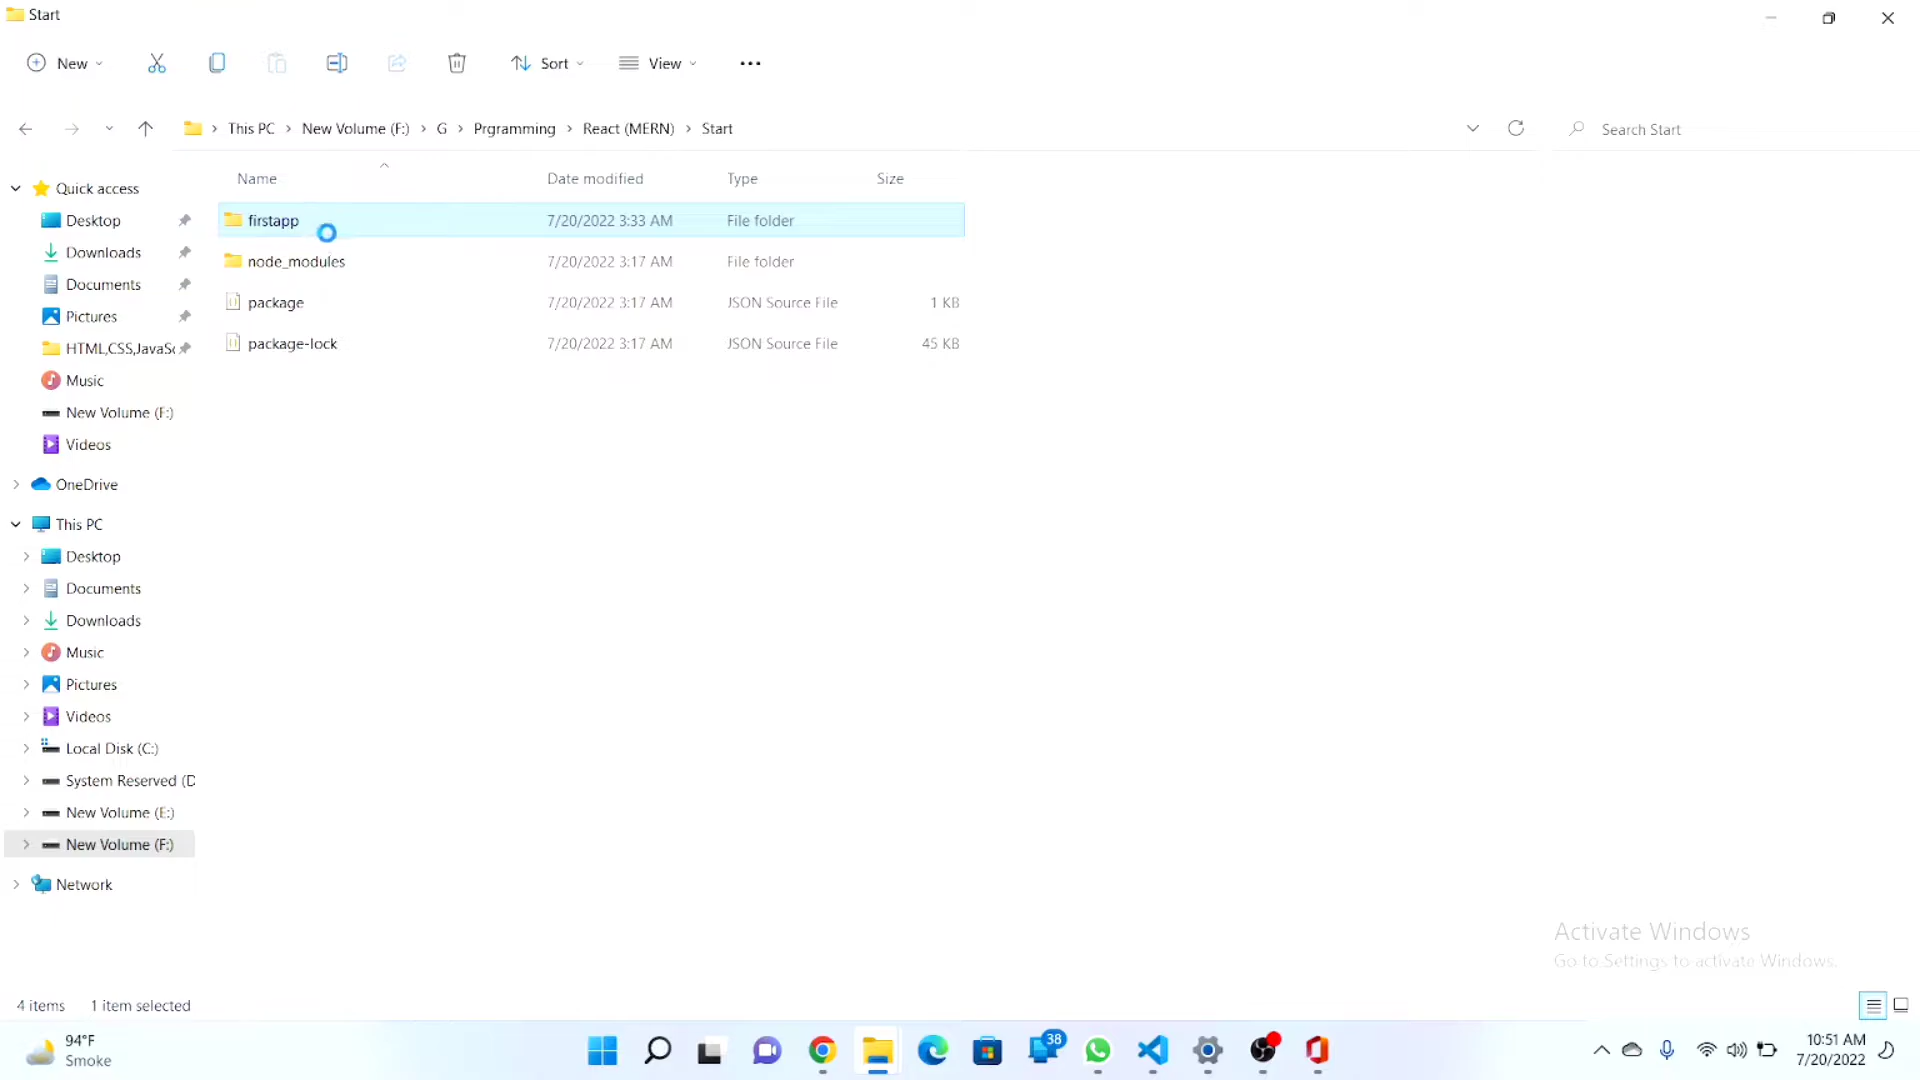 Start
New
Sort
View
This PC
New Volume (F:)
G
Prgramming
React (MERN)
Start
Search Start
Name
Date modified
Type
Size
firstapp 7/20/2022 3:33 AM File folder
node_modules 7/20/2022 3:17 AM File folder
package 7/20/2022 3:17 AM JSON Source File 1 KB
package-lock 7/20/2022 3:17 AM JSON Source File 45 KB
Quick access
Desktop
Downloads
Documents
Pictures
HTML,CSS,JavaSc
Music
New Volume (F:)
Videos
OneDrive
This PC
Desktop
Documents
Downloads
Music
Pictures
Videos
Local Disk (C:)
System Reserved (D
New Volume (E:)
New Volume (F:)
Network
Activate Windows
Go to Settings to activate Windows.
4 items
1 item selected
94°F
Smoke
38
10:51 AM
7/20/2022